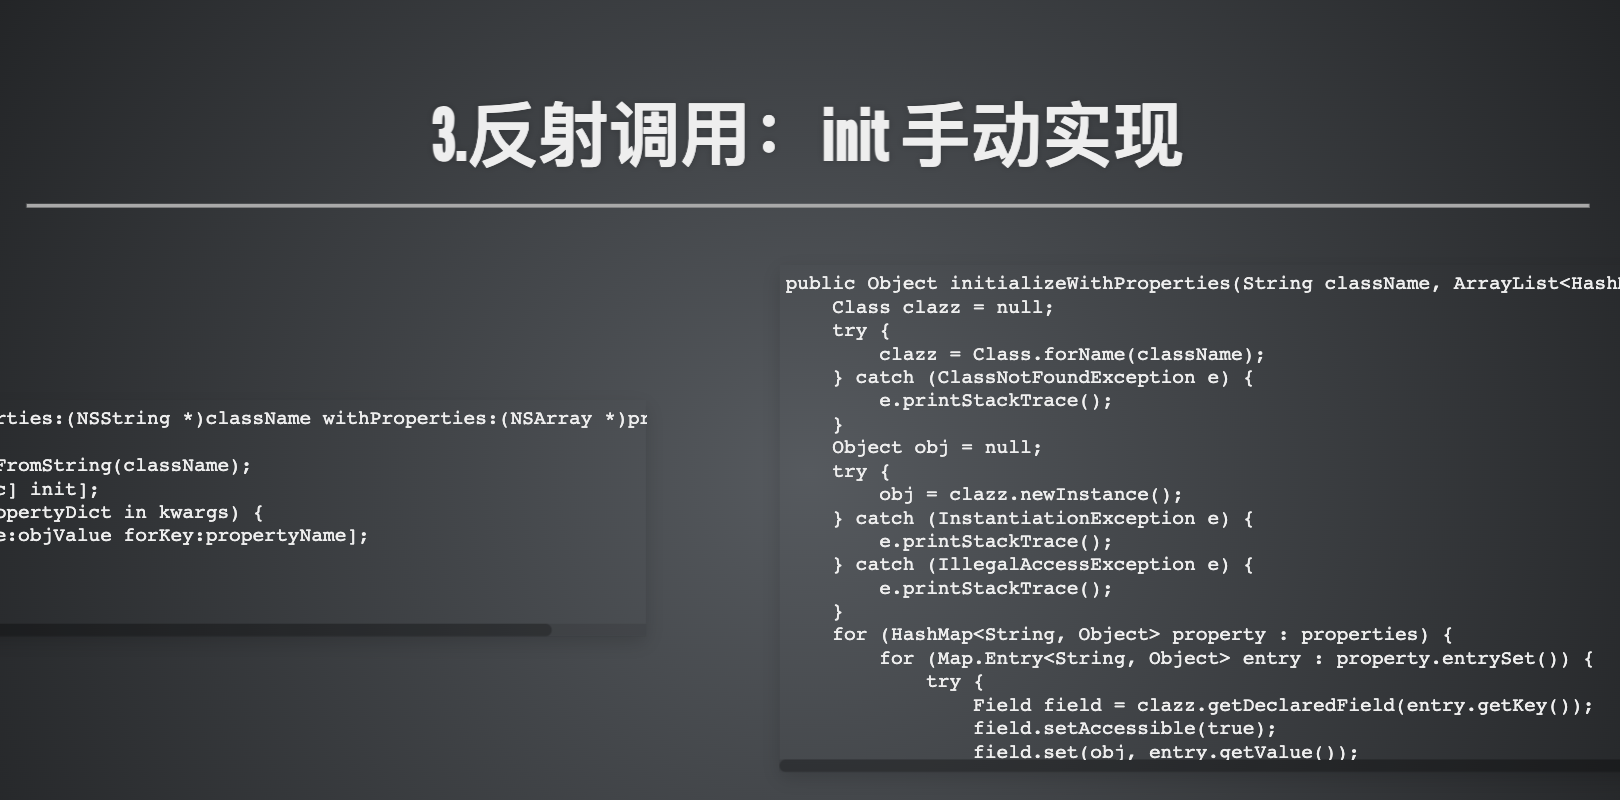 3.反射调用：init 手动实现
rties:(NSString *)className withProperties:(NSArray *)pr
FromString(className);
c] init];
opertyDict in kwargs) {
e:objValue forKey:propertyName];
public Object initializeWithProperties(String className, ArrayList<Hash
Class clazz = null;
try {
clazz = Class.forName(className);
} catch (ClassNotFoundException e) {
e.printStackTrace();
}
Object obj = null;
try {
obj = clazz.newInstance();
} catch (InstantiationException e) {
e.printStackTrace();
} catch (IllegalAccessException e) {
e.printStackTrace();
}
for (HashMap<String, Object> property : properties) {
for (Map.Entry<String, Object> entry : property.entrySet()) {
try {
Field field = clazz.getDeclaredField(entry.getKey());
field.setAccessible(true);
field.set(obj, entry.getValue());